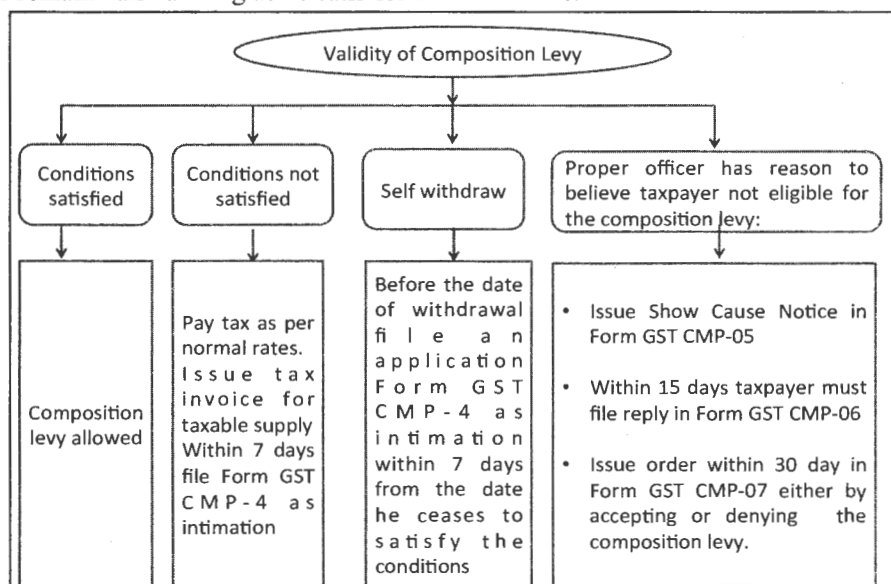 Validity of Composition Levy
Conditions
satisfied
Conditions not
satisfied
Self withdraw
Proper officer has reason to
believe taxpayer not eligible for
the composition levy:
Composition
levy allowed
Pay tax as per
normal rates.
Issue tax
invoice for
taxable supply
Within 7 days
file Form GST
CMP-4 as
intimation
Before the date
of withdrawal
file an
application
Form GST
CMP-4 as
intimation
within 7 days
from the date
he ceases to
satisfy the
conditions
• Issue Show Cause Notice in
Form GST CMP-05
• Within 15 days taxpayer must
file reply in Form GST CMP-06
• Issue order within 30 day in
Form GST CMP-07 either by
accepting or denying the
composition levy.